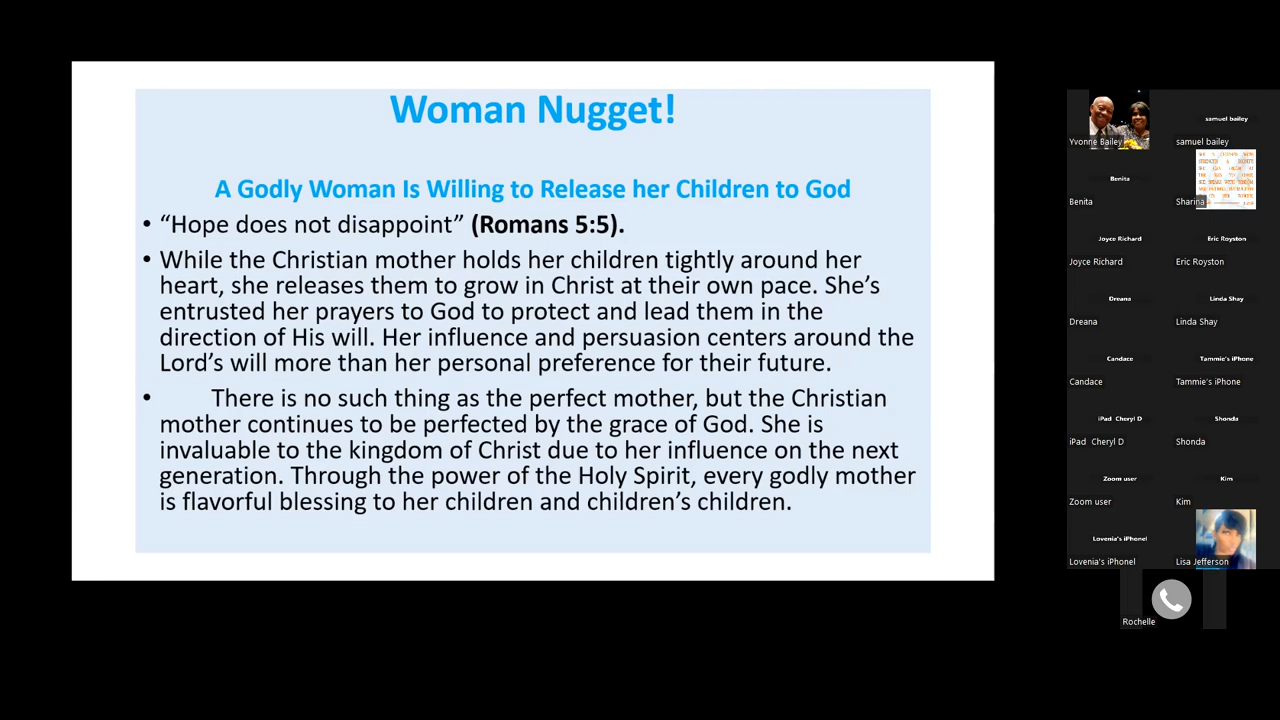 Woman Nugget!
A Godly Woman Is Willing to Release her Children to God
• “Hope does not disappoint” (Romans 5:5).
• While the Christian mother holds her children tightly around her
heart, she releases them to grow in Christ at their own pace. She’s
entrusted her prayers to God to protect and lead them in the
direction of His will. Her influence and persuasion centers around the
Lord’s will more than her personal preference for their future.
• There is no such thing as the perfect mother, but the Christian
mother continues to be perfected by the grace of God. She is
invaluable to the kingdom of Christ due to her influence on the next
generation. Through the power of the Holy Spirit, every godly mother
is flavorful blessing to her children and children’s children.
Yvonne Bailey
samuel bailey
samuel bailey
Benita
Benita
Sharina
Joyce Richard
Joyce Richard
Eric Royston
Eric Royston
Dreana
Dreana
Linda Shay
Linda Shay
Candace
Candace
Tammie's iPhone
Tammie's iPhone
iPad Cheryl D
iPad Cheryl D
Shonda
Shonda
Zoom user
Zoom user
Kim
Kim
Lovenia's iPhonel
Lovenia's iPhonel
Lisa Jefferson
Rochelle